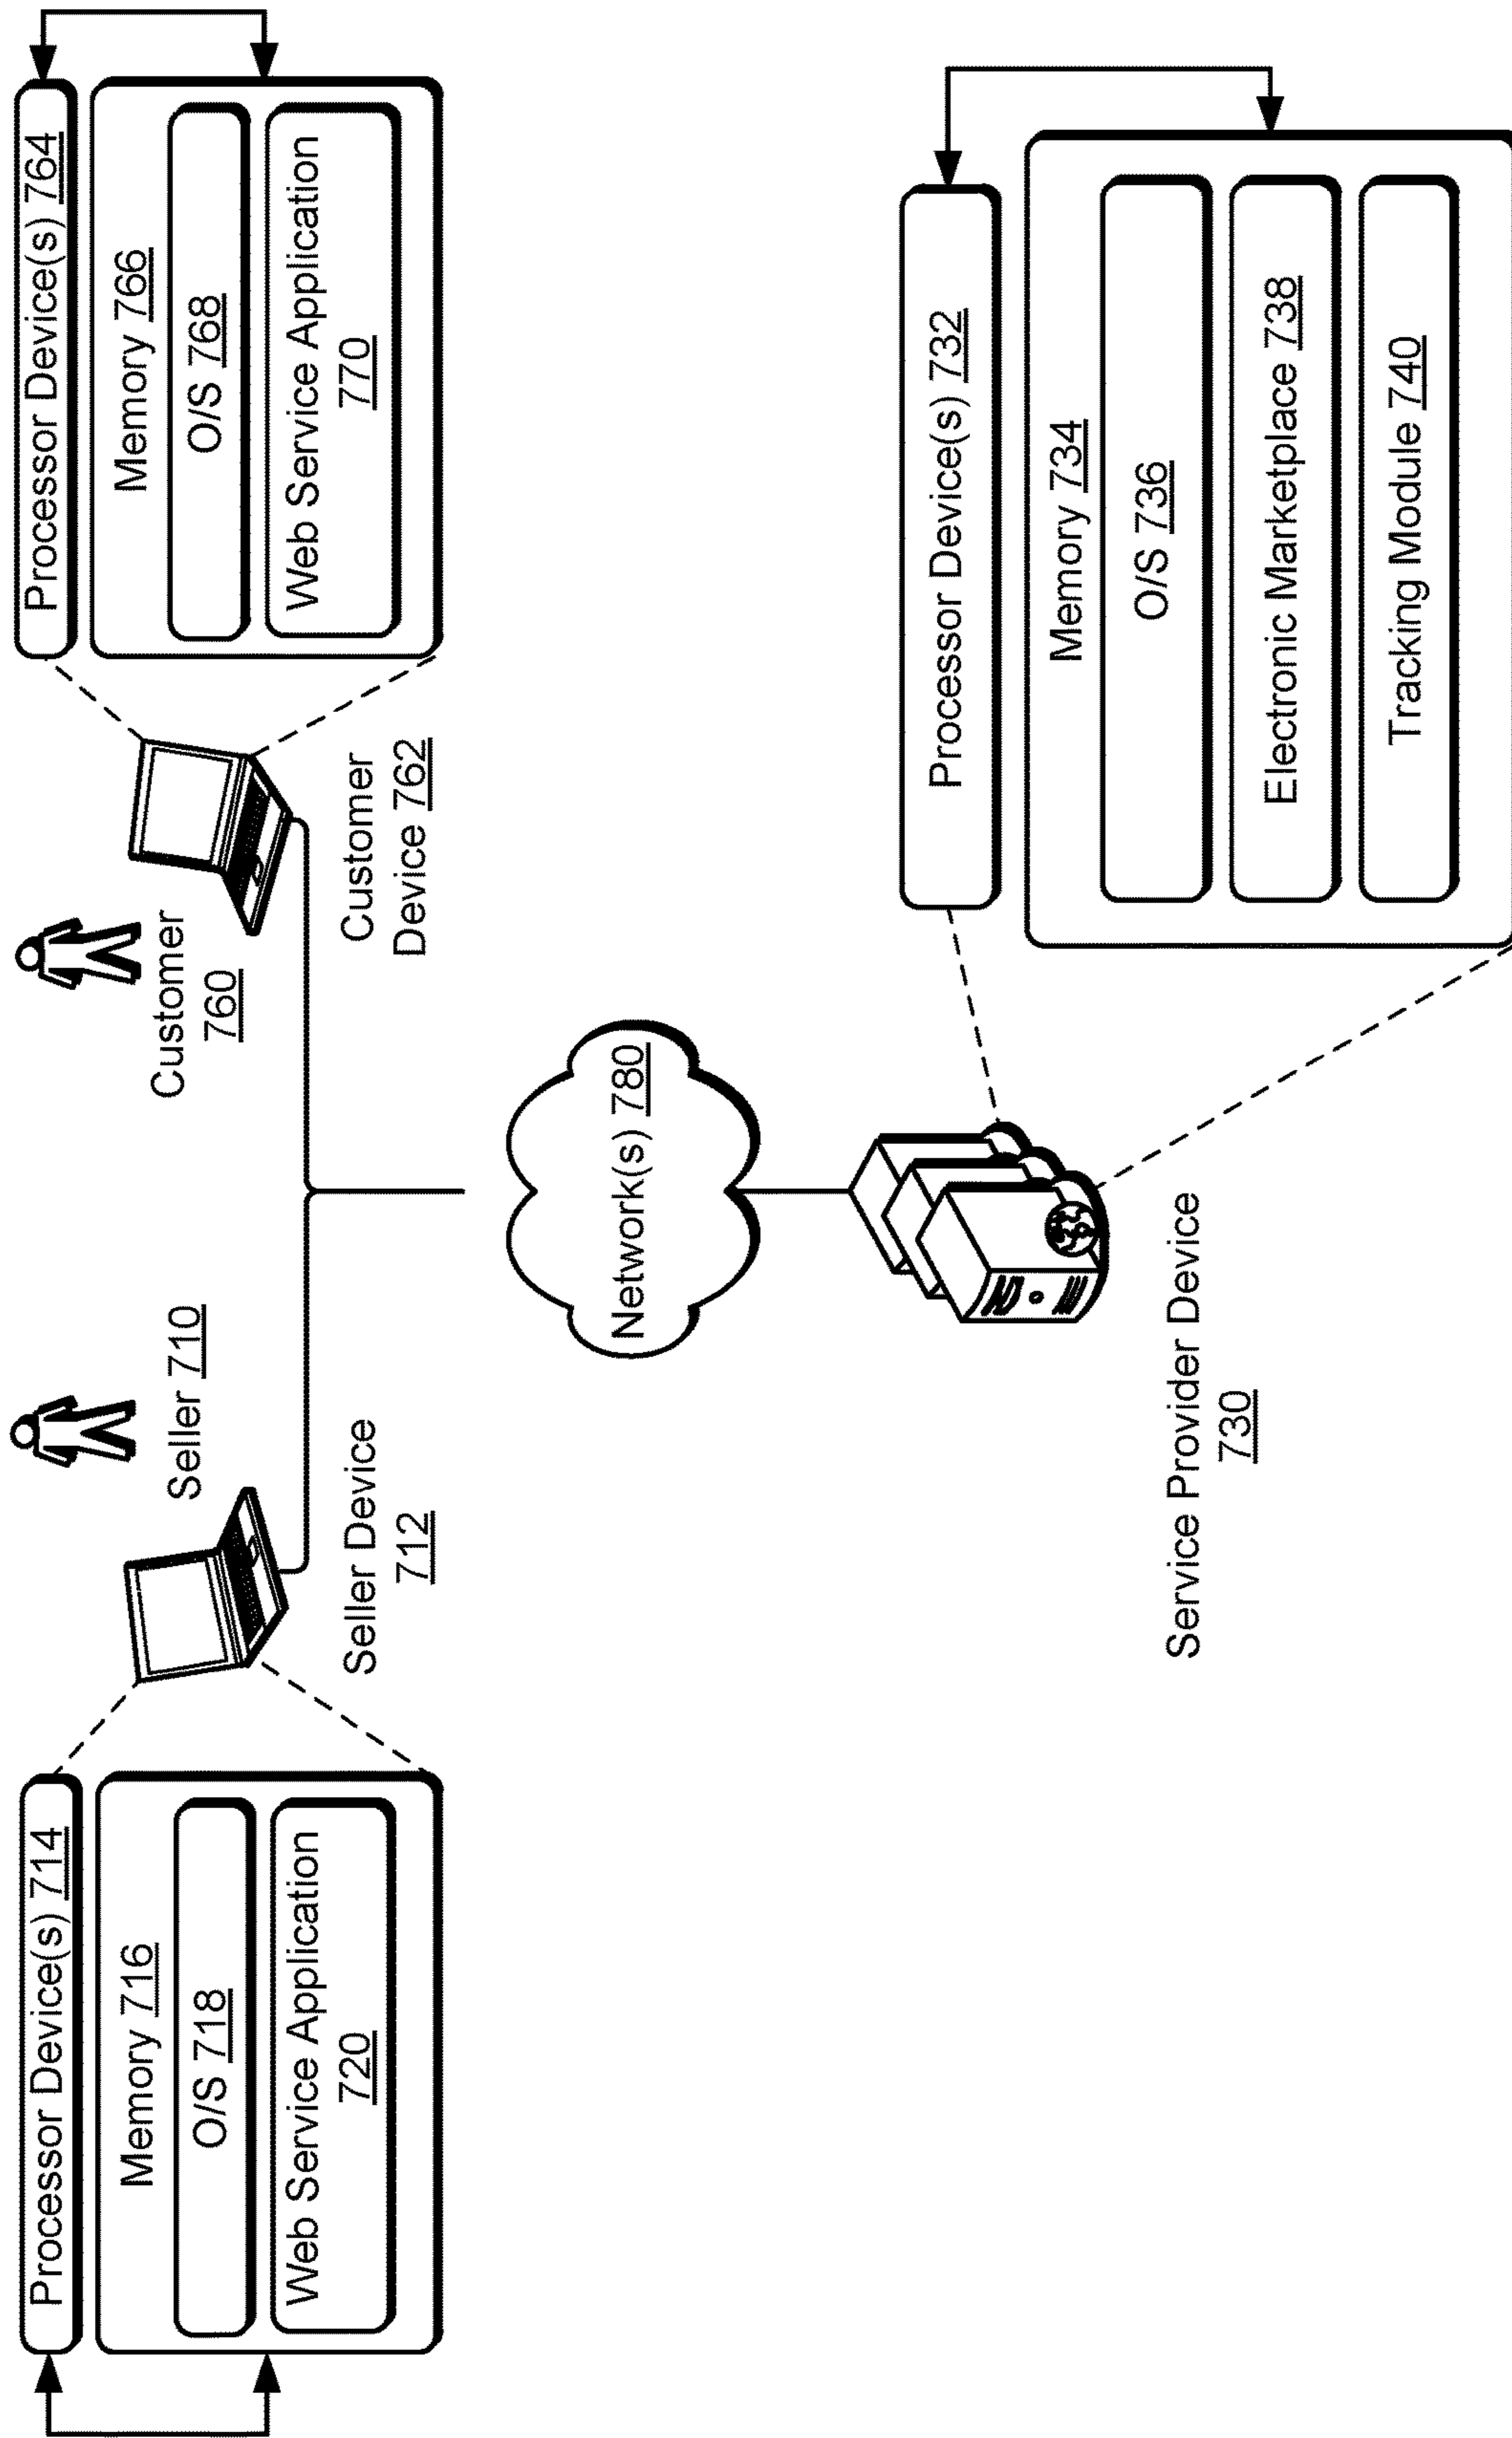 Processor Device(s) 714
Memory 716
O/S 718
Web Service Application
720
Seller 710
Seller Device
712
Customer
760
Customer
Device 762
Processor Device(s) 764
Memory 766
O/S 768
Web Service Application
770
Network(s) 780
Service Provider Device
730
Processor Device(s) 732
Memory 734
O/S 736
Electronic Marketplace 738
Tracking Module 740